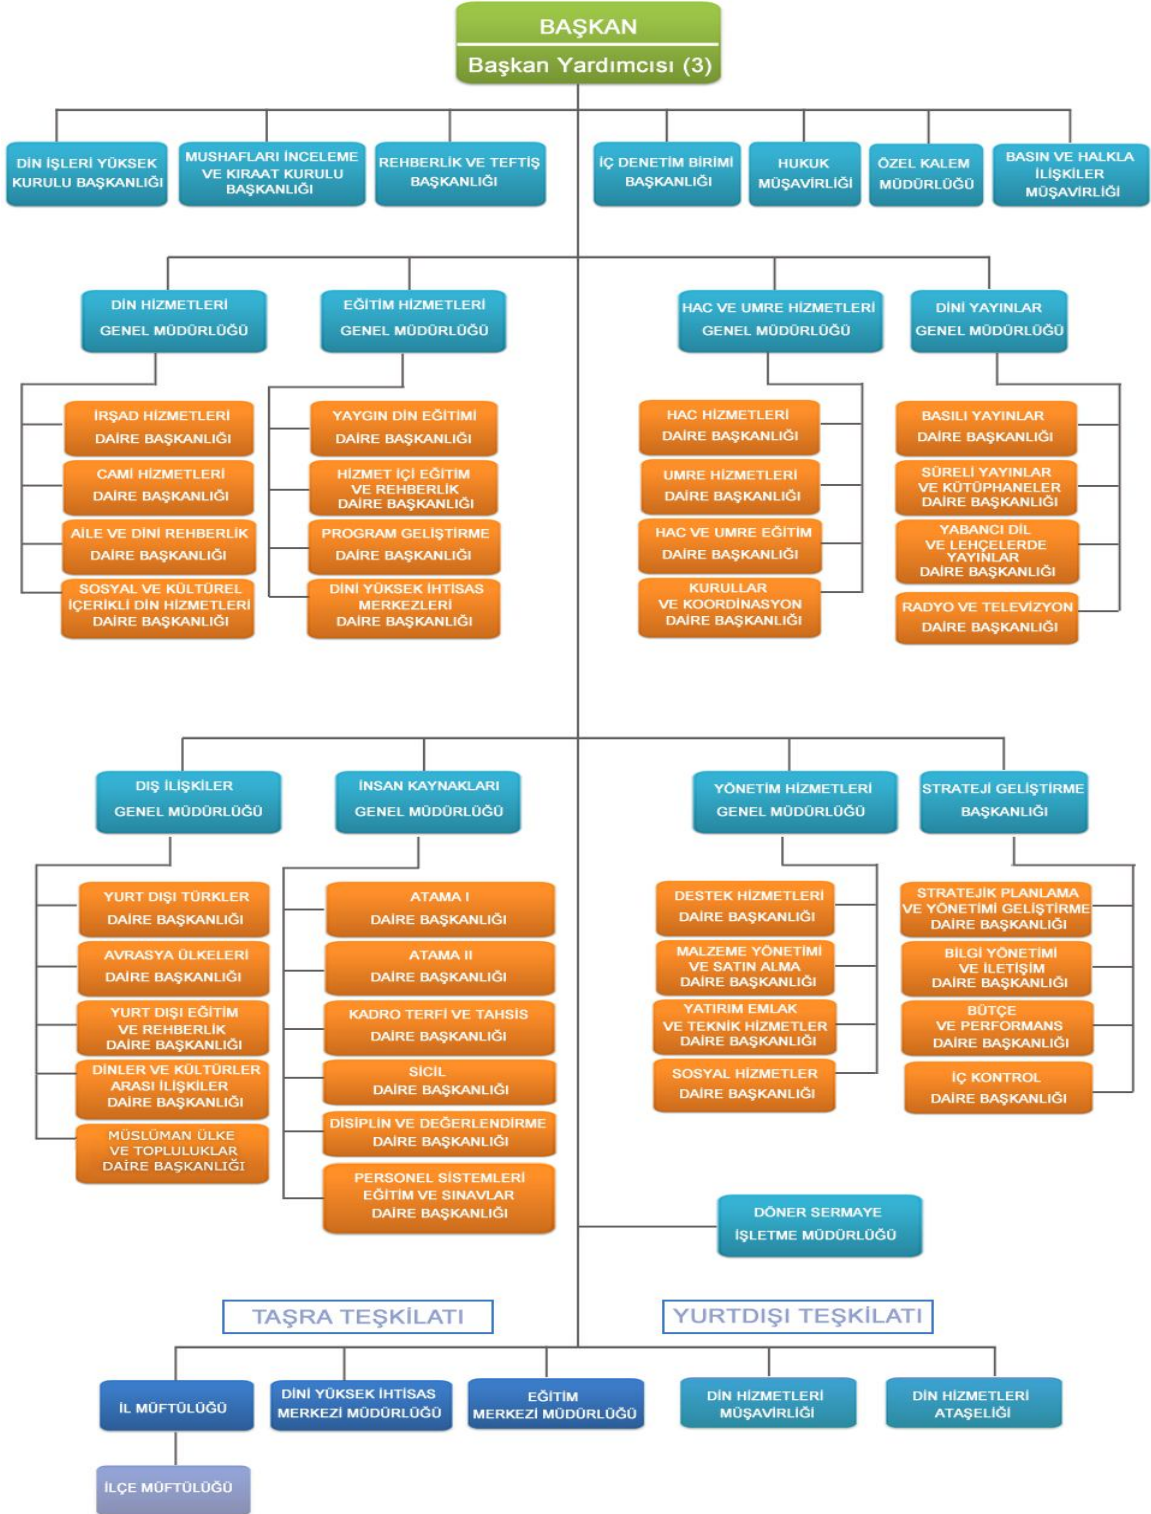 BAŞKAN
Başkan Yardımcısı (3)
DİN İŞLERİ YÜKSEK
KURULU BAŞKANLIĞI
MUSHAFLARI İNCELEME
VE KIRAAT KURULU
BAŞKANLIĞI
REHBERLİK VE TEFTİŞ
BAŞKANLIĞI
İÇ DENETİM BİRİMİ
BAŞKANLIĞI
HUKUK
MÜŞAVİRLİĞİ
ÖZEL KALEM
MÜDÜRLÜĞÜ
BASIN VE HALKLA
İLİŞKİLER
MÜŞAVİRLİĞİ
DİN HİZMETLERİ
GENEL MÜDÜRLÜĞÜ
EĞİTİM HİZMETLERİ
GENEL MÜDÜRLÜĞÜ
HAC VE UMRE HİZMETLERİ
GENEL MÜDÜRLÜĞÜ
DİNİ YAYINLAR
GENEL MÜDÜRLÜĞÜ
İRŞAD HİZMETLERİ
DAİRE BAŞKANLIĞI
CAMİ HİZMETLERİ
DAİRE BAŞKANLIĞI
AİLE VE DİNİ REHBERLİK
DAİRE BAŞKANLIĞI
SOSYAL VE KÜLTÜREL
İÇERİKLİ DİN HİZMETLERİ
DAİRE BAŞKANLIĞI
YAYGIN DİN EĞİTİMİ
DAİRE BAŞKANLIĞI
HİZMET İÇİ EĞİTİM
VE REHBERLİK
DAİRE BAŞKANLIĞI
PROGRAM GELİŞTİRME
DAİRE BAŞKANLIĞI
DİNİ YÜKSEK İHTİSAS
MERKEZLERİ
DAİRE BAŞKANLIĞI
HAC HİZMETLERİ
DAİRE BAŞKANLIĞI
UMRE HİZMETLERİ
DAİRE BAŞKANLIĞI
HAC VE UMRE EĞİTİM
DAİRE BAŞKANLIĞI
KURULLAR
VE KOORDİNASYON
DAİRE BAŞKANLIĞI
BASILI YAYINLAR
DAİRE BAŞKANLIĞI
SÜRELİ YAYINLAR
VE KÜTÜPHANELER
DAİRE BAŞKANLIĞI
YABANCI DİL
VE LEHÇELERDE
YAYINLAR
DAİRE BAŞKANLIĞI
RADYO VE TELEVİZYON
DAİRE BAŞKANLIĞI
DIŞ İLİŞKİLER
GENEL MÜDÜRLÜĞÜ
İNSAN KAYNAKLARI
GENEL MÜDÜRLÜĞÜ
YÖNETİM HİZMETLERİ
GENEL MÜDÜRLÜĞÜ
STRATEJİ GELİŞTİRME
BAŞKANLIĞI
YURT DIŞI TÜRKLER
DAİRE BAŞKANLIĞI
AVRASYA ÜLKELERİ
DAİRE BAŞKANLIĞI
YURT DIŞI EĞİTİM
VE REHBERLİK
DAİRE BAŞKANLIĞI
DİNLER VE KÜLTÜRLER
ARASI İLİŞKİLER
DAİRE BAŞKANLIĞI
MÜSLÜMAN ÜLKE
VE TOPLULUKLAR
DAİRE BAŞKANLIĞI
ATAMA I
DAİRE BAŞKANLIĞI
ATAMA II
DAİRE BAŞKANLIĞI
KADRO TERFİ VE TAHSİS
DAİRE BAŞKANLIĞI
SİCİL
DAİRE BAŞKANLIĞI
DİSİPLİN VE DEĞERLENDİRME
DAİRE BAŞKANLIĞI
PERSONEL SİSTEMLERİ
EĞİTİM VE SINAVLAR
DAİRE BAŞKANLIĞI
DESTEK HİZMETLERİ
DAİRE BAŞKANLIĞI
MALZEME YÖNETİMİ
VE SATIN ALMA
DAİRE BAŞKANLIĞI
YATIRIM EMLAK
VE TEKNİK HİZMETLER
DAİRE BAŞKANLIĞI
SOSYAL HİZMETLER
DAİRE BAŞKANLIĞI
STRATEJİK PLANLAMA
VE YÖNETİMİ GELİŞTİRME
DAİRE BAŞKANLIĞI
BİLGİ YÖNETİMİ
VE İLETİŞİM
DAİRE BAŞKANLIĞI
BÜTÇE
VE PERFORMANS
DAİRE BAŞKANLIĞI
İÇ KONTROL
DAİRE BAŞKANLIĞI
DÖNER SERMAYE
İŞLETME MÜDÜRLÜĞÜ
TAŞRA TEŞKİLATI
YURTDIŞI TEŞKİLATI
İL MÜFTÜLÜĞÜ
DİNİ YÜKSEK İHTİSAS
MERKEZİ MÜDÜRLÜĞÜ
EĞİTİM
MERKEZİ MÜDÜRLÜĞÜ
DİN HİZMETLERİ
MÜŞAVİRLİĞİ
DİN HİZMETLERİ
ATAŞELİĞİ
İLÇE MÜFTÜLÜĞÜ